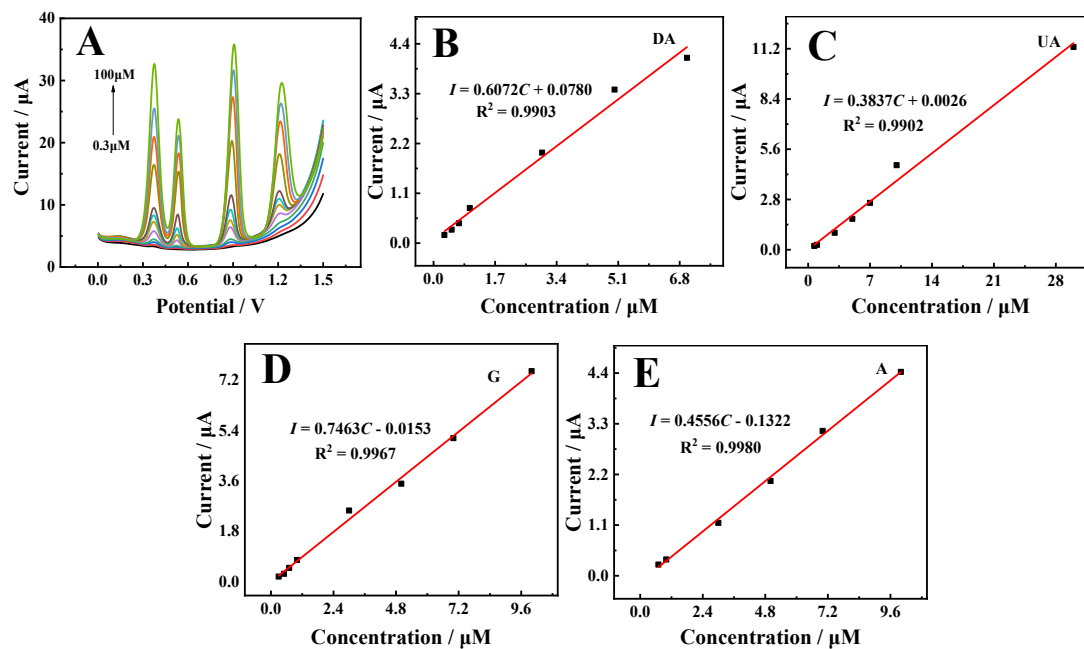 A
40
30
20
10
0
100μM
0.3μM
0.0 0.3 0.6 0.9 1.2 1.5
Current / μA
Potential / V
B
DA
4.4
3.3
2.2
1.1
0.0
I = 0.6072C + 0.0780
R² = 0.9903
1.7 3.4 5.1 6.8
Current / μA
Concentration / μM
C
UA
11.2
8.4
5.6
2.8
0.0
I = 0.3837C + 0.0026
R² = 0.9902
0 7 14 21 28
Current / μA
Concentration / μM
D
G
7.2
5.4
3.6
1.8
0.0
I = 0.7463C - 0.0153
R² = 0.9967
0.0 2.4 4.8 7.2 9.6
Current / μA
Concentration / μM
E
A
4.4
3.3
2.2
1.1
0.0
I = 0.4556C - 0.1322
R² = 0.9980
0.0 2.4 4.8 7.2 9.6
Current / μA
Concentration / μM